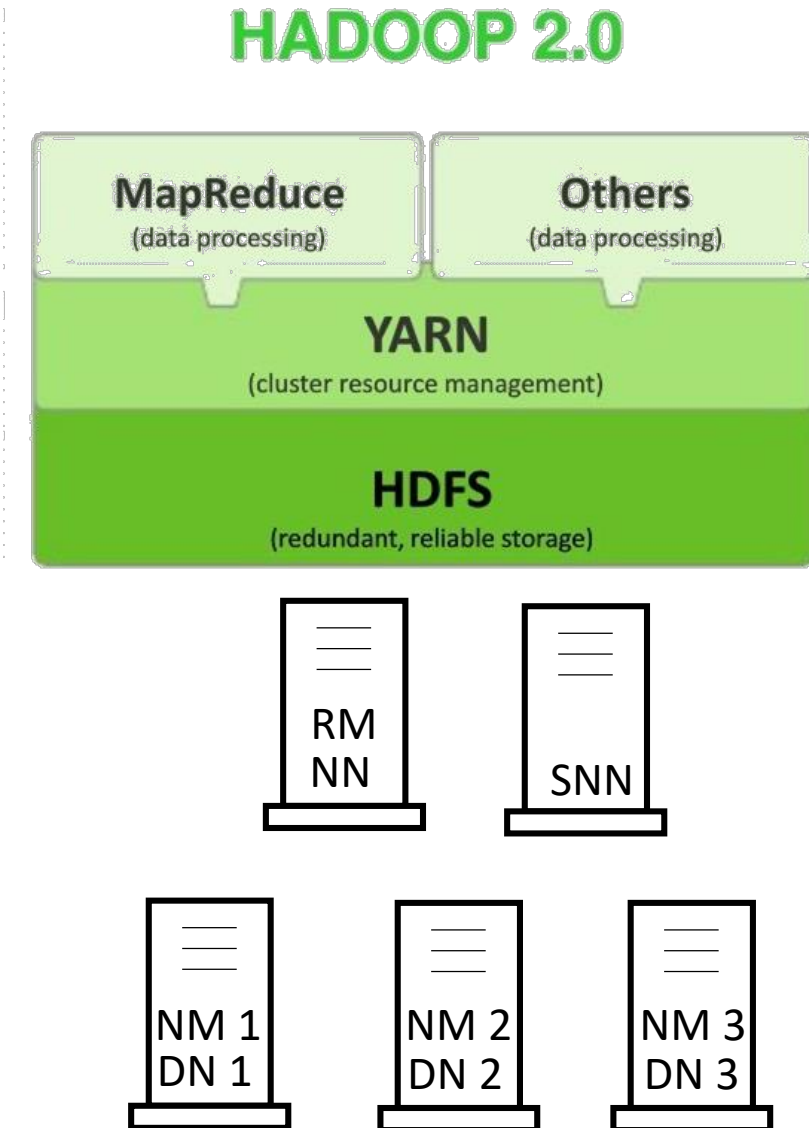 HADOOP 2.0
MapReduce
(data processing)
Others
(data processing)
YARN
(cluster resource management)
HDFS
(redundant, reliable storage)
RM
NN
SNN
NM 1
DN 1
NM 2
DN 2
NM 3
DN 3